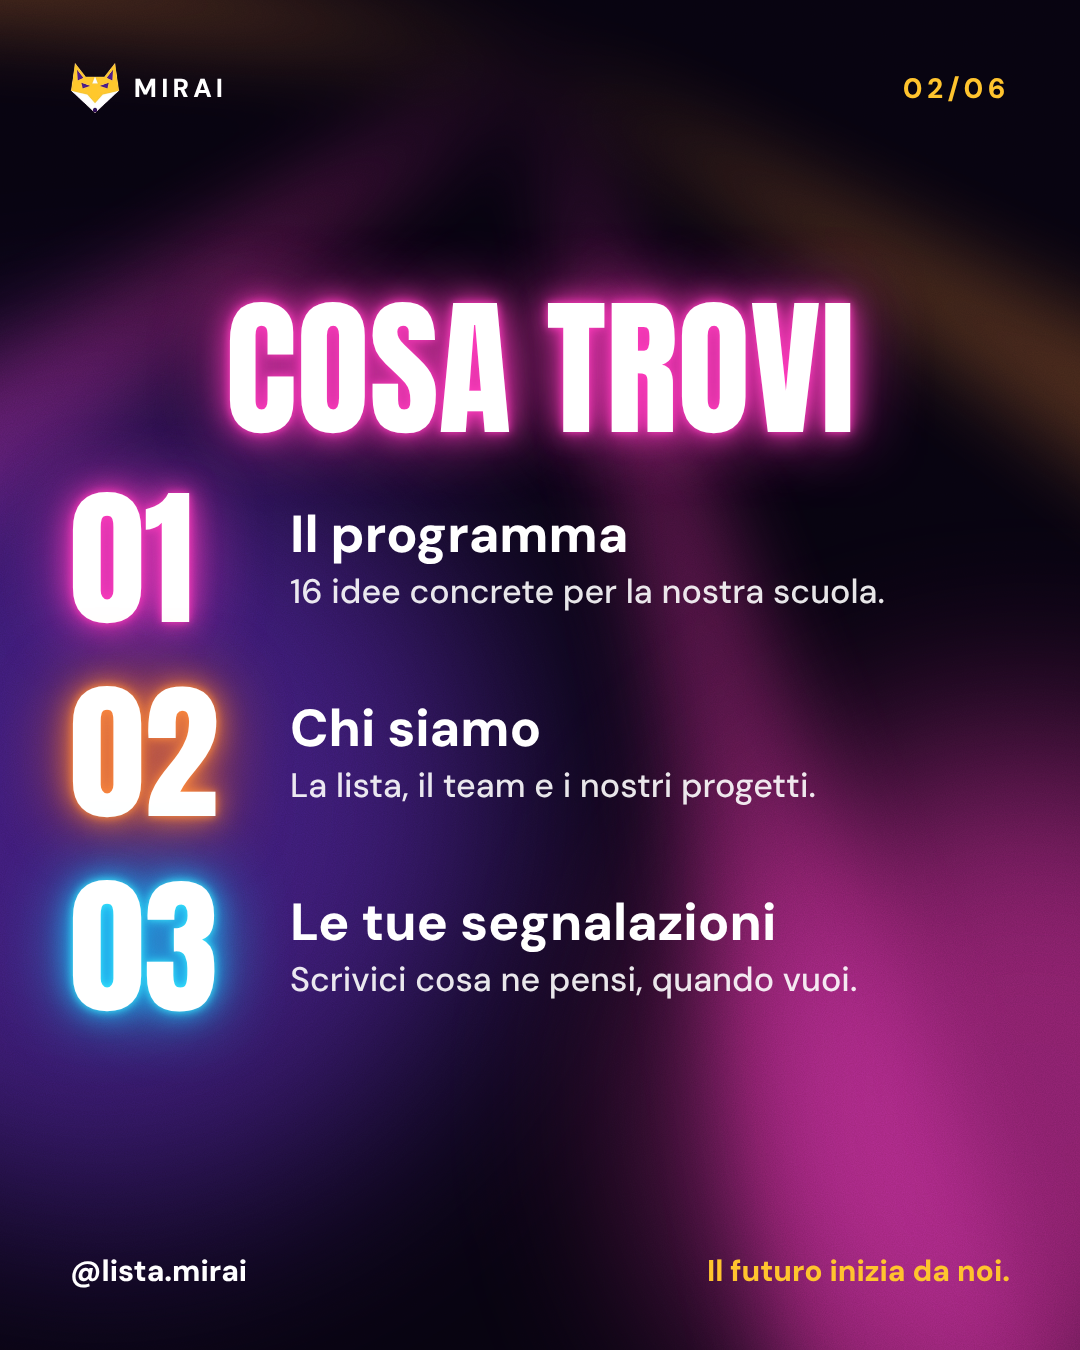 MIRAI
02/06
COSA TROVI
01
Il programma
16 idee concrete per la nostra scuola.
02
Chi siamo
La lista, il team e i nostri progetti.
03
Le tue segnalazioni
Scrivici cosa ne pensi, quando vuoi.
@lista.mirai
Il futuro inizia da noi.